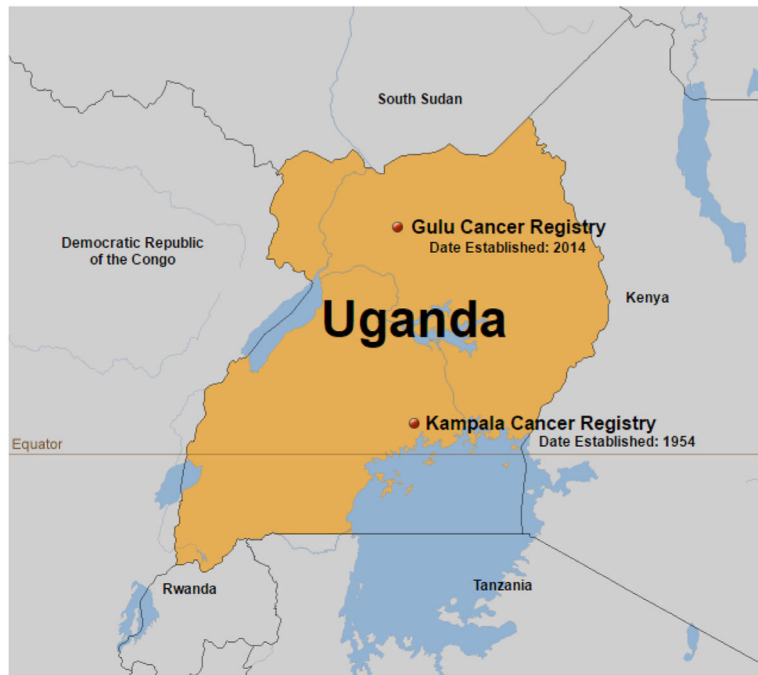 South Sudan
Gulu Cancer Registry
Date Established: 2014
Democratic Republic
of the Congo
Kenya
Uganda
Kampala Cancer Registry
Date Established: 1954
Equator
Rwanda
Tanzania